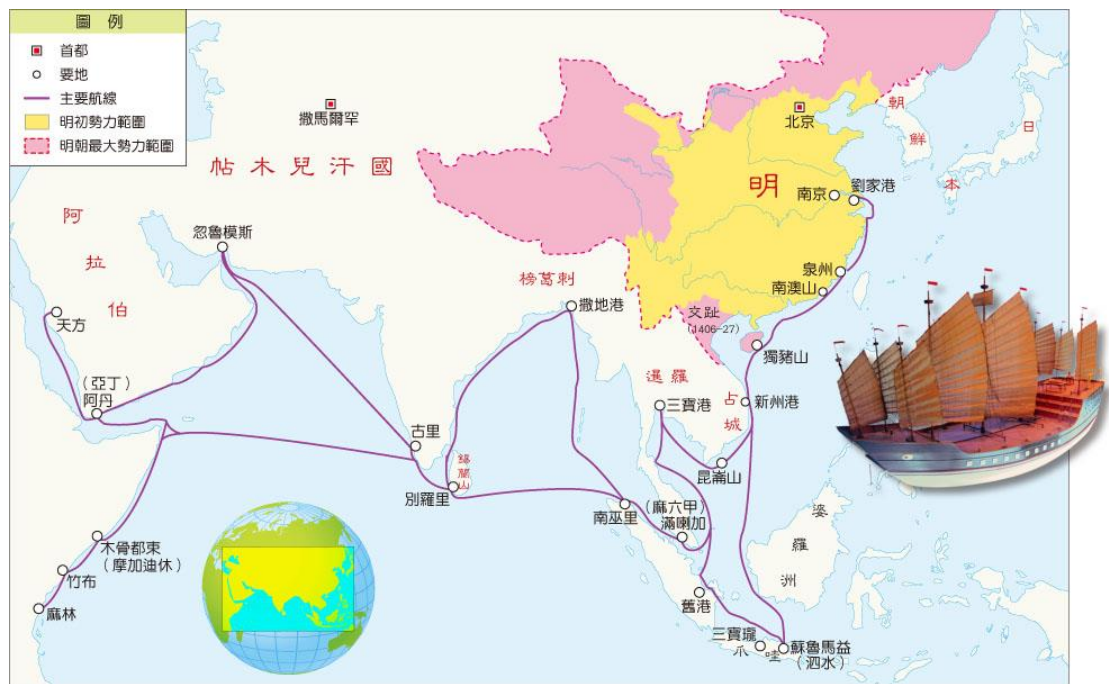 圖例
首都
要地
主要航線
明初勢力範圍
明朝最大勢力範圍
撒馬爾罕
帖木兒汗國
北京
朝鮮
日本
明
南京
劉家港
阿拉伯
忽魯模斯
榜葛剌
撒地港
泉州
南澳山
天方
交趾
(1406-27)
獨豬山
暹羅
占城
新州港
三寶港
(亞丁)
阿丹
古里
錫蘭山
別羅里
崑崙山
南巫里
(麻六甲)
滿喇加
婆羅洲
木骨都束
(摩加迪休)
竹布
麻林
舊港
三寶瓏
爪哇
蘇魯馬益
(泗水)